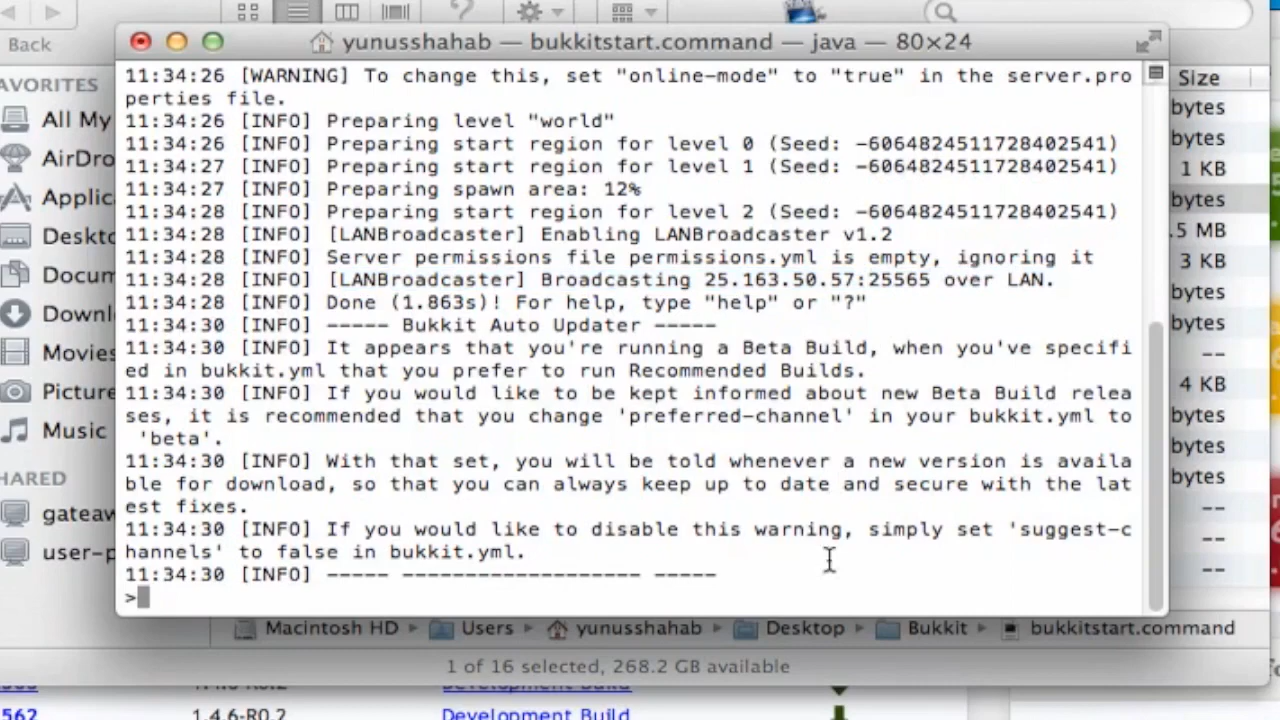 Back
yunusshahab — bukkitstart.command — java — 80×24
AVORITES
Size
All My
AirDro
Applic
Deskto
Docum
Downl
Movies
Picture
Music
HARED
gateaw
user-p
11:34:26 [WARNING] To change this, set "online-mode" to "true" in the server.pro
perties file.
11:34:26 [INFO] Preparing level "world"
11:34:26 [INFO] Preparing start region for level 0 (Seed: -6064824511728402541)
11:34:27 [INFO] Preparing start region for level 1 (Seed: -6064824511728402541)
11:34:27 [INFO] Preparing spawn area: 12%
11:34:28 [INFO] Preparing start region for level 2 (Seed: -6064824511728402541)
11:34:28 [INFO] [LANBroadcaster] Enabling LANBroadcaster v1.2
11:34:28 [INFO] Server permissions file permissions.yml is empty, ignoring it
11:34:28 [INFO] [LANBroadcaster] Broadcasting 25.163.50.57:25565 over LAN.
11:34:28 [INFO] Done (1.863s)! For help, type "help" or "?"
11:34:30 [INFO] ----- Bukkit Auto Updater -----
11:34:30 [INFO] It appears that you're running a Beta Build, when you've specifi
ed in bukkit.yml that you prefer to run Recommended Builds.
11:34:30 [INFO] If you would like to be kept informed about new Beta Build relea
ses, it is recommended that you change 'preferred-channel' in your bukkit.yml to
 'beta'.
11:34:30 [INFO] With that set, you will be told whenever a new version is availa
ble for download, so that you can always keep up to date and secure with the lat
est fixes.
11:34:30 [INFO] If you would like to disable this warning, simply set 'suggest-c
hannels' to false in bukkit.yml.
11:34:30 [INFO] ----- ------------------- -----
>
bytes
bytes
1 KB
bytes
.5 MB
3 KB
bytes
bytes
--
4 KB
bytes
bytes
bytes
--
--
--
Macintosh HD ▸ Users ▸ yunusshahab ▸ Desktop ▸ Bukkit ▸ bukkitstart.command
1 of 16 selected, 268.2 GB available
562 1.4.6-R0.2 Development Build